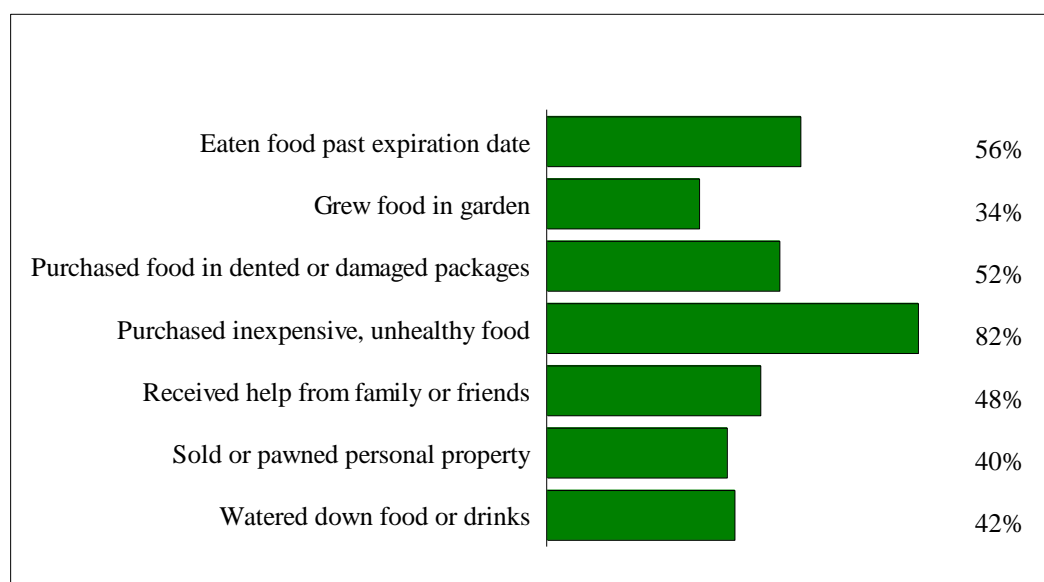 Eaten food past expiration date 56%
Grew food in garden 34%
Purchased food in dented or damaged packages 52%
Purchased inexpensive, unhealthy food 82%
Received help from family or friends 48%
Sold or pawned personal property 40%
Watered down food or drinks 42%